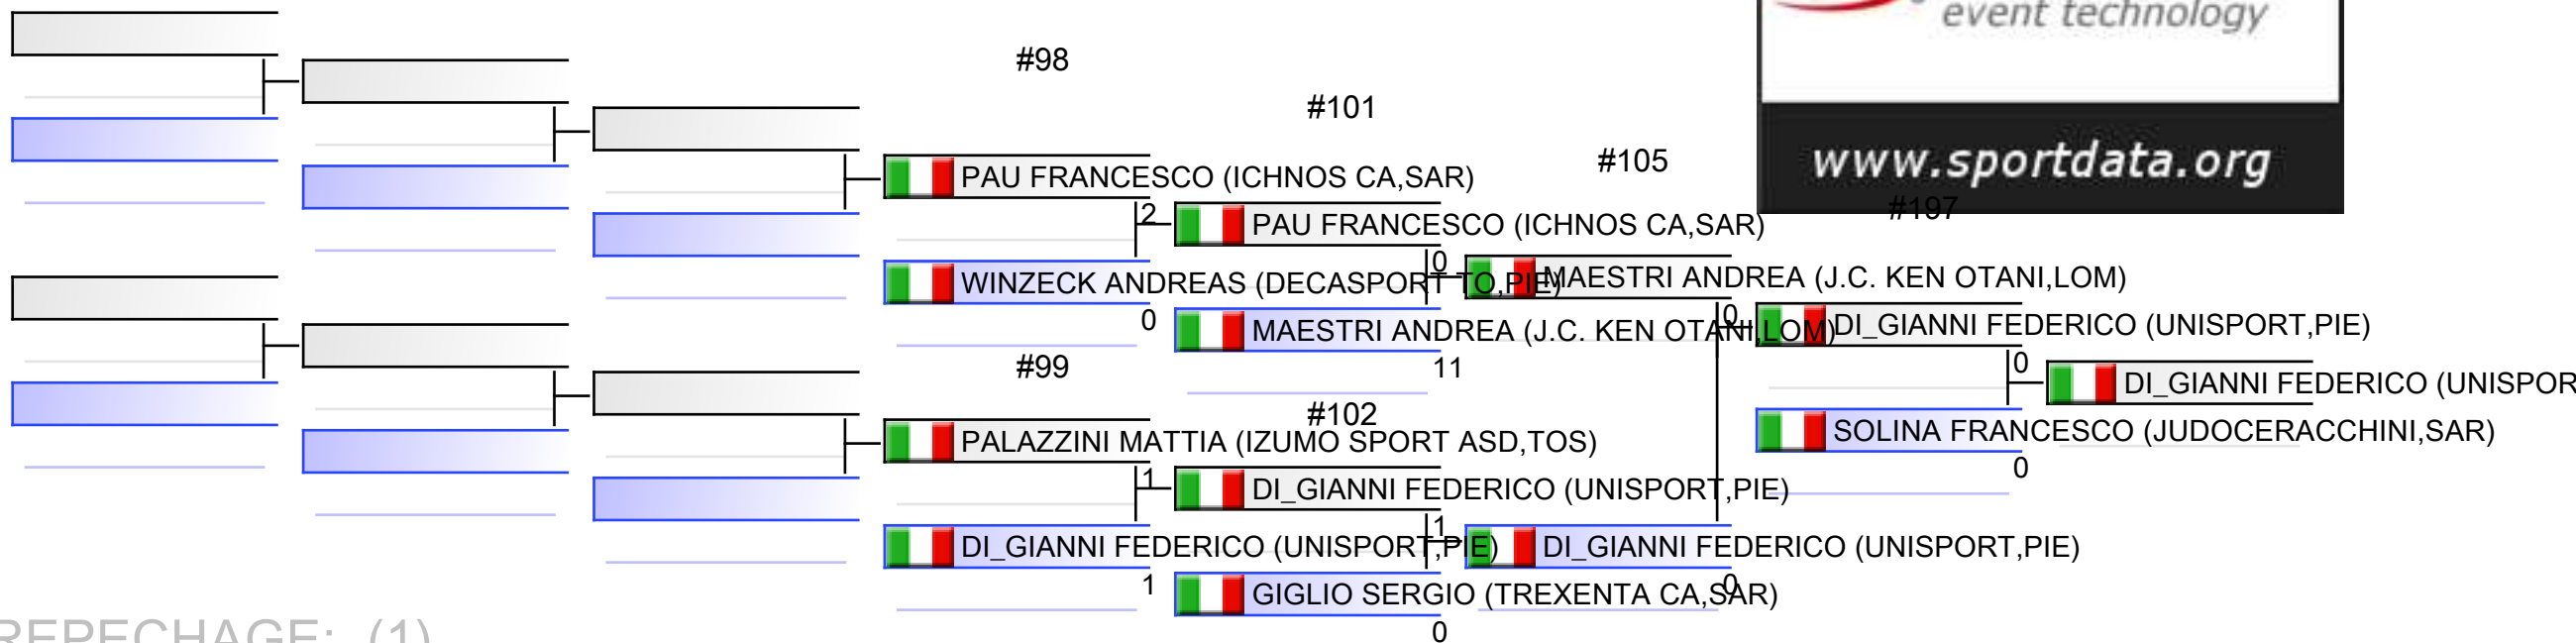 event technology
#98
#101
www.sportdata.org
#105
PAU FRANCESCO (ICHNOS CA,SAR)
#197
2
PAU FRANCESCO (ICHNOS CA,SAR)
0
MAESTRI ANDREA (J.C. KEN OTANI,LOM)
WINZECK ANDREAS (DECASPORT TO,PIE)
0
0
DI_GIANNI FEDERICO (UNISPORT,PIE)
MAESTRI ANDREA (J.C. KEN OTANI,LOM)
#99
11
0
DI_GIANNI FEDERICO (UNISPOR
#102
PALAZZINI MATTIA (IZUMO SPORT ASD,TOS)
SOLINA FRANCESCO (JUDOCERACCHINI,SAR)
0
1
DI_GIANNI FEDERICO (UNISPORT,PIE)
1
DI_GIANNI FEDERICO (UNISPORT,PIE)
DI_GIANNI FEDERICO (UNISPORT,PIE)
1
0
GIGLIO SERGIO (TREXENTA CA,SAR)
0
REPECHAGE: (1)